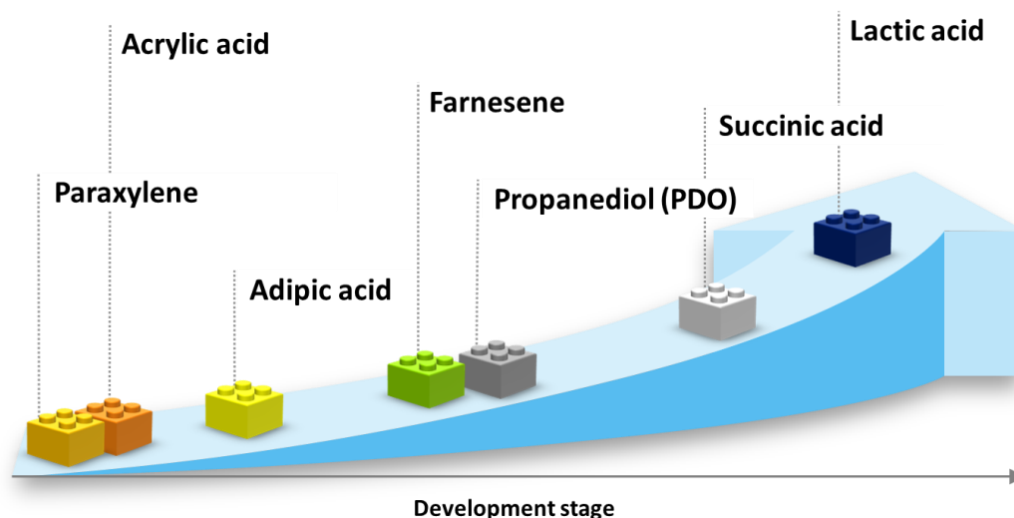 Acrylic acid
Lactic acid
Farnesene
Succinic acid
Paraxylene
Propanediol (PDO)
Adipic acid
Development stage